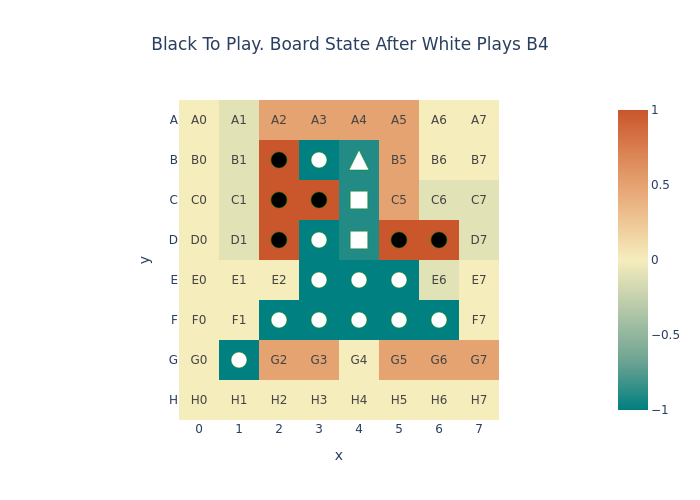 Black To Play. Board State After White Plays B4
A A0 A1 A2 A3 A4 A5 A6 A7
B B0 B1 B5 B6 B7
C C0 C1 C5 C6 C7
D D0 D1 D7
E E0 E1 E2 E6 E7
F F0 F1 F7
G G0 G2 G3 G4 G5 G6 G7
H H0 H1 H2 H3 H4 H5 H6 H7
0 1 2 3 4 5 6 7
x
y
1
0.5
0
−0.5
−1